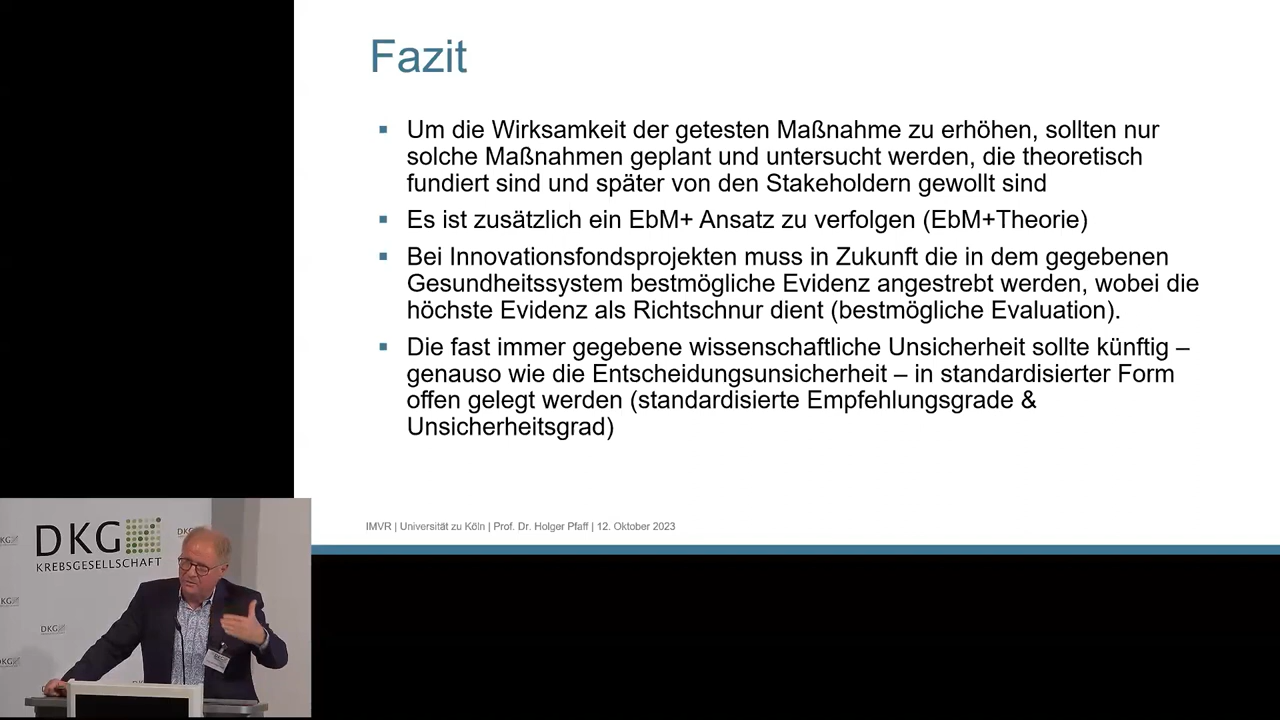 Fazit
Um die Wirksamkeit der getesten Maßnahme zu erhöhen, sollten nur
solche Maßnahmen geplant und untersucht werden, die theoretisch
fundiert sind und später von den Stakeholdern gewollt sind
Es ist zusätzlich ein EbM+ Ansatz zu verfolgen (EbM+Theorie)
Bei Innovationsfondsprojekten muss in Zukunft die in dem gegebenen
Gesundheitssystem bestmögliche Evidenz angestrebt werden, wobei die
höchste Evidenz als Richtschnur dient (bestmögliche Evaluation).
Die fast immer gegebene wissenschaftliche Unsicherheit sollte künftig –
genauso wie die Entscheidungsunsicherheit – in standardisierter Form
offen gelegt werden (standardisierte Empfehlungsgrade &
Unsicherheitsgrad)
IMVR | Universität zu Köln | Prof. Dr. Holger Pfaff | 12. Oktober 2023
DKG
KREBSGESELLSCHAFT
DKG
DKG